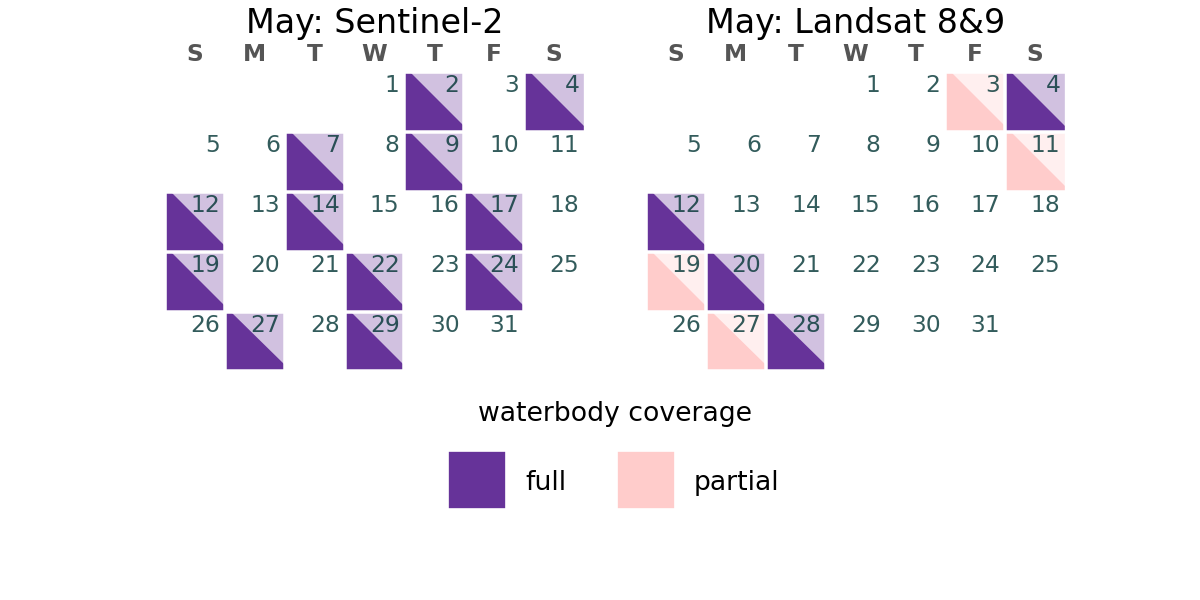 May: Sentinel-2
S M T W T F S
1 2 3 4
5 6 7 8 9 10 11
12 13 14 15 16 17 18
19 20 21 22 23 24 25
26 27 28 29 30 31
May: Landsat 8&9
S M T W T F S
1 2 3 4
5 6 7 8 9 10 11
12 13 14 15 16 17 18
19 20 21 22 23 24 25
26 27 28 29 30 31
waterbody coverage
full
partial